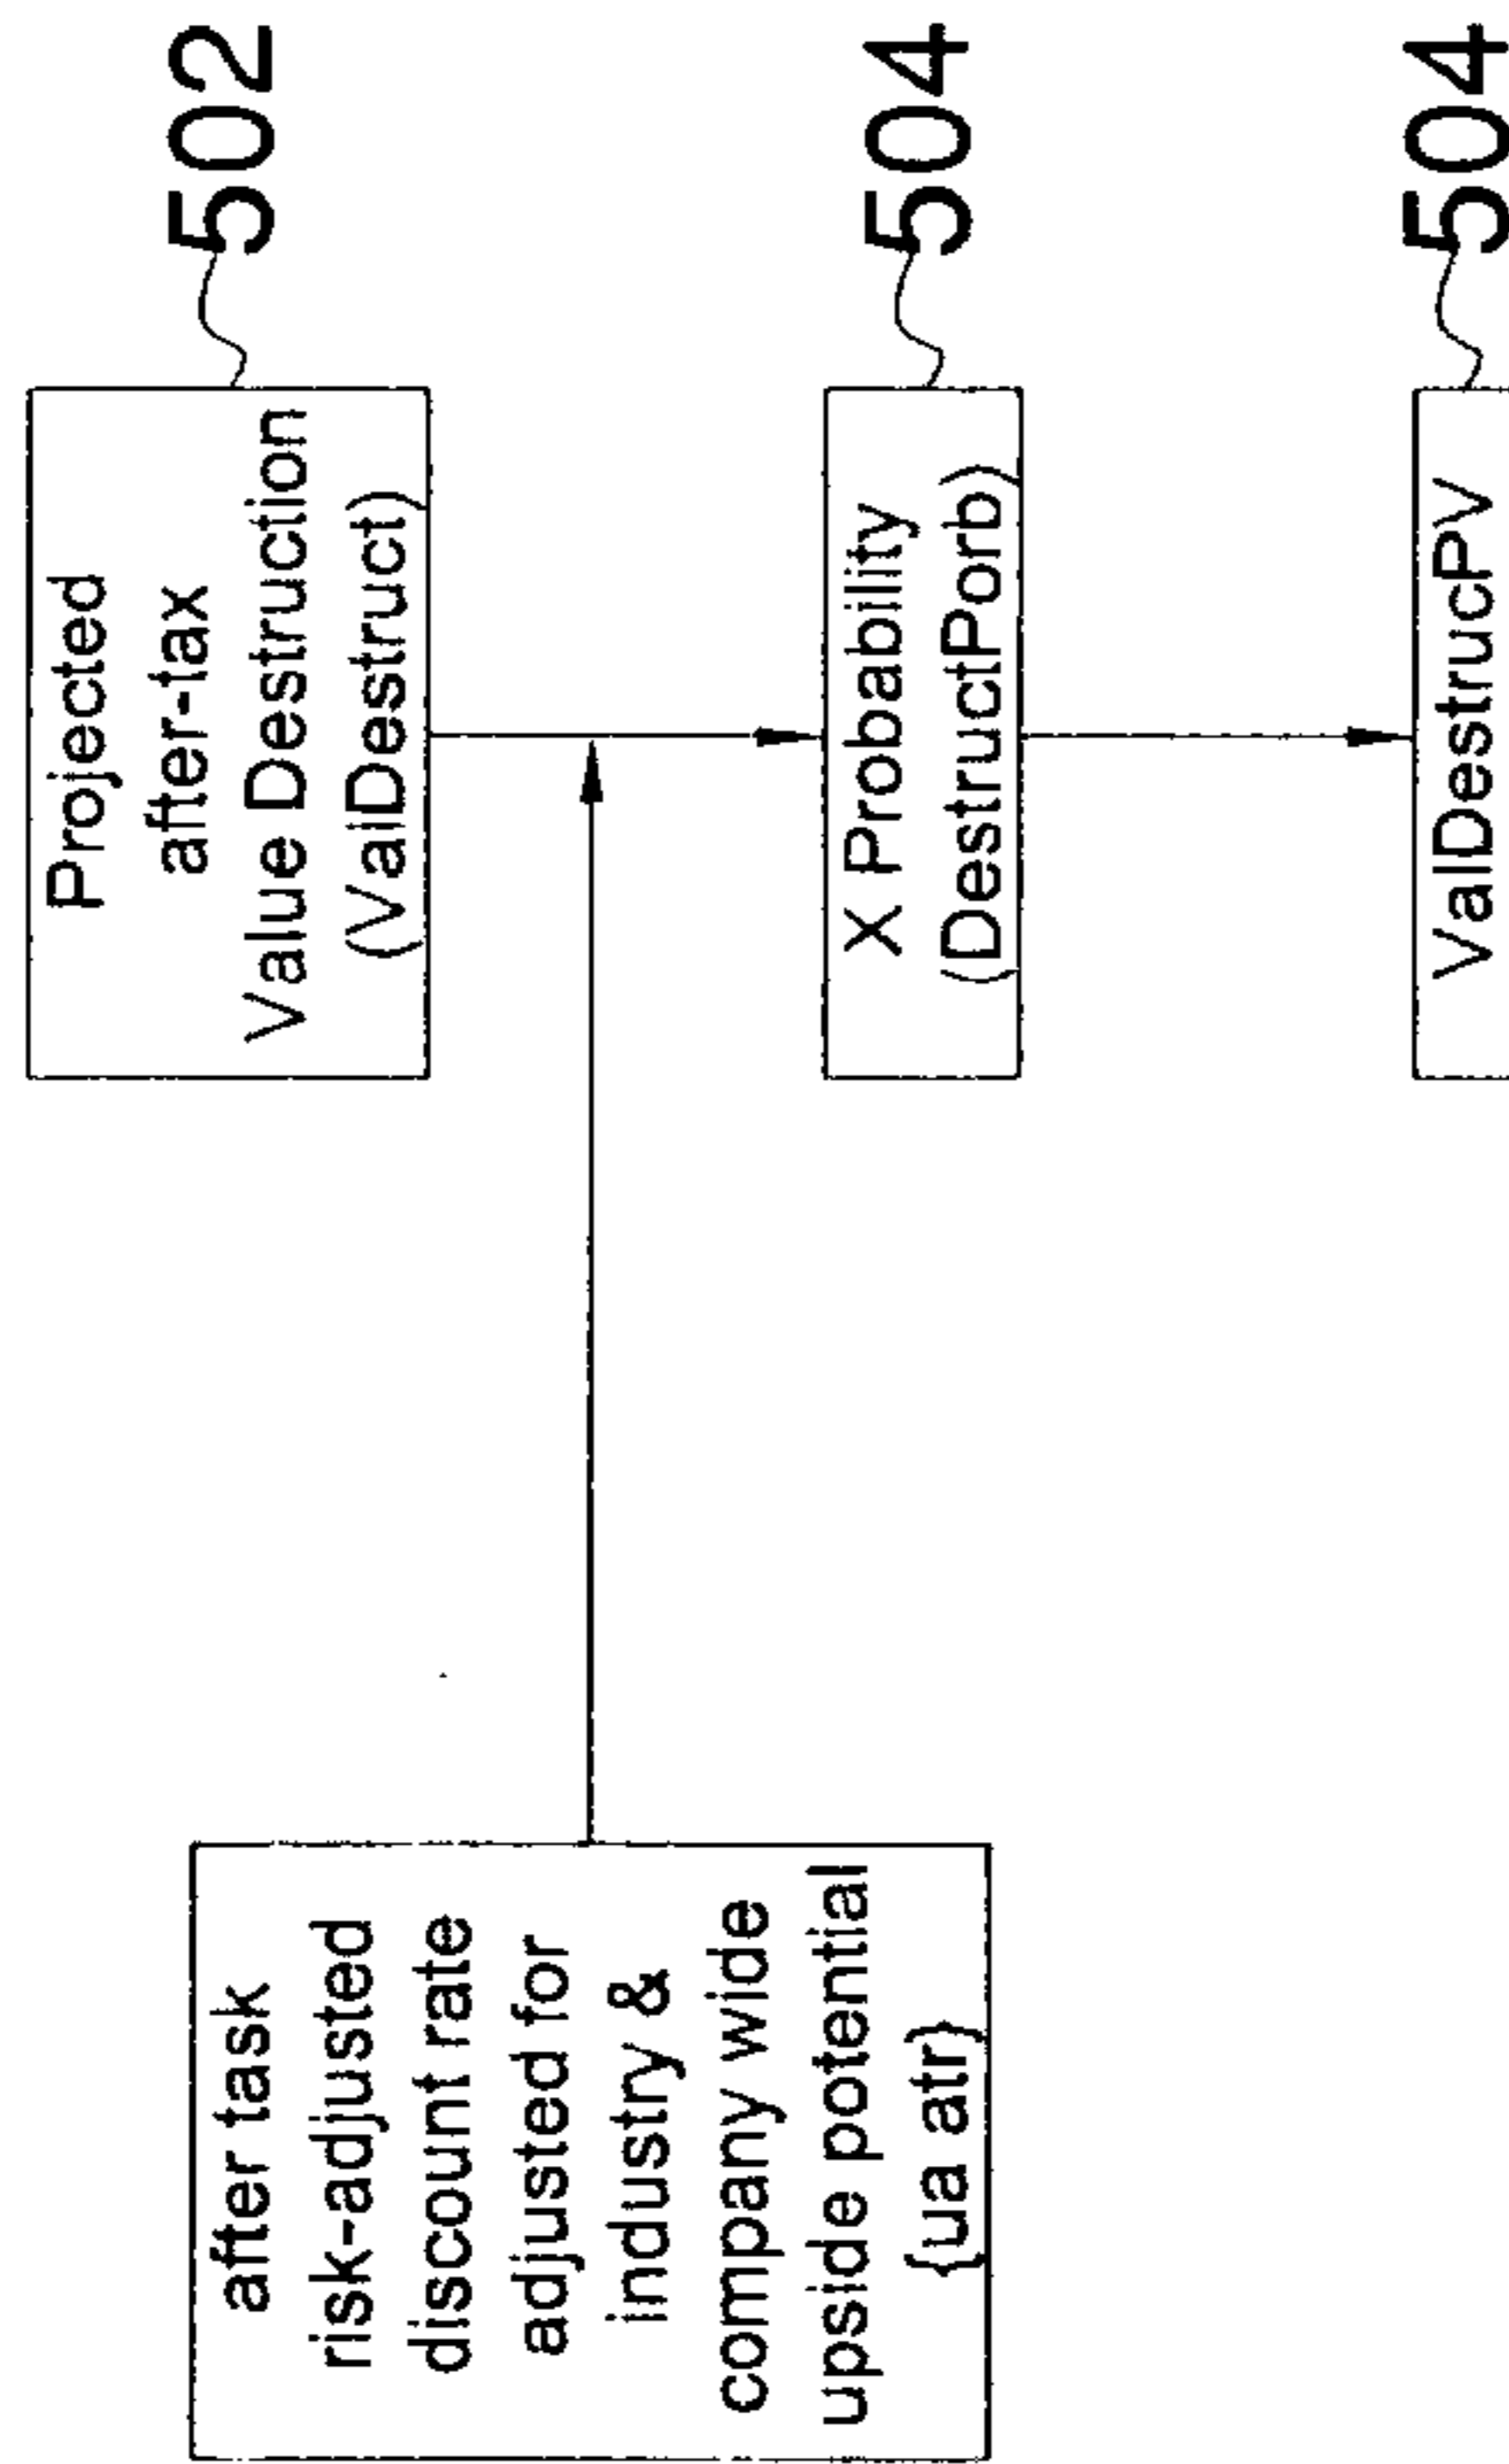 after task
risk-adjusted
discount rate
adjusted for
industry &
company wide
upside potential
{ua atr}
Projected
after-tax
Value Destruction
(ValDestruct)
502
X Probability
(DestructPorb)
504
ValDestrucPV
504